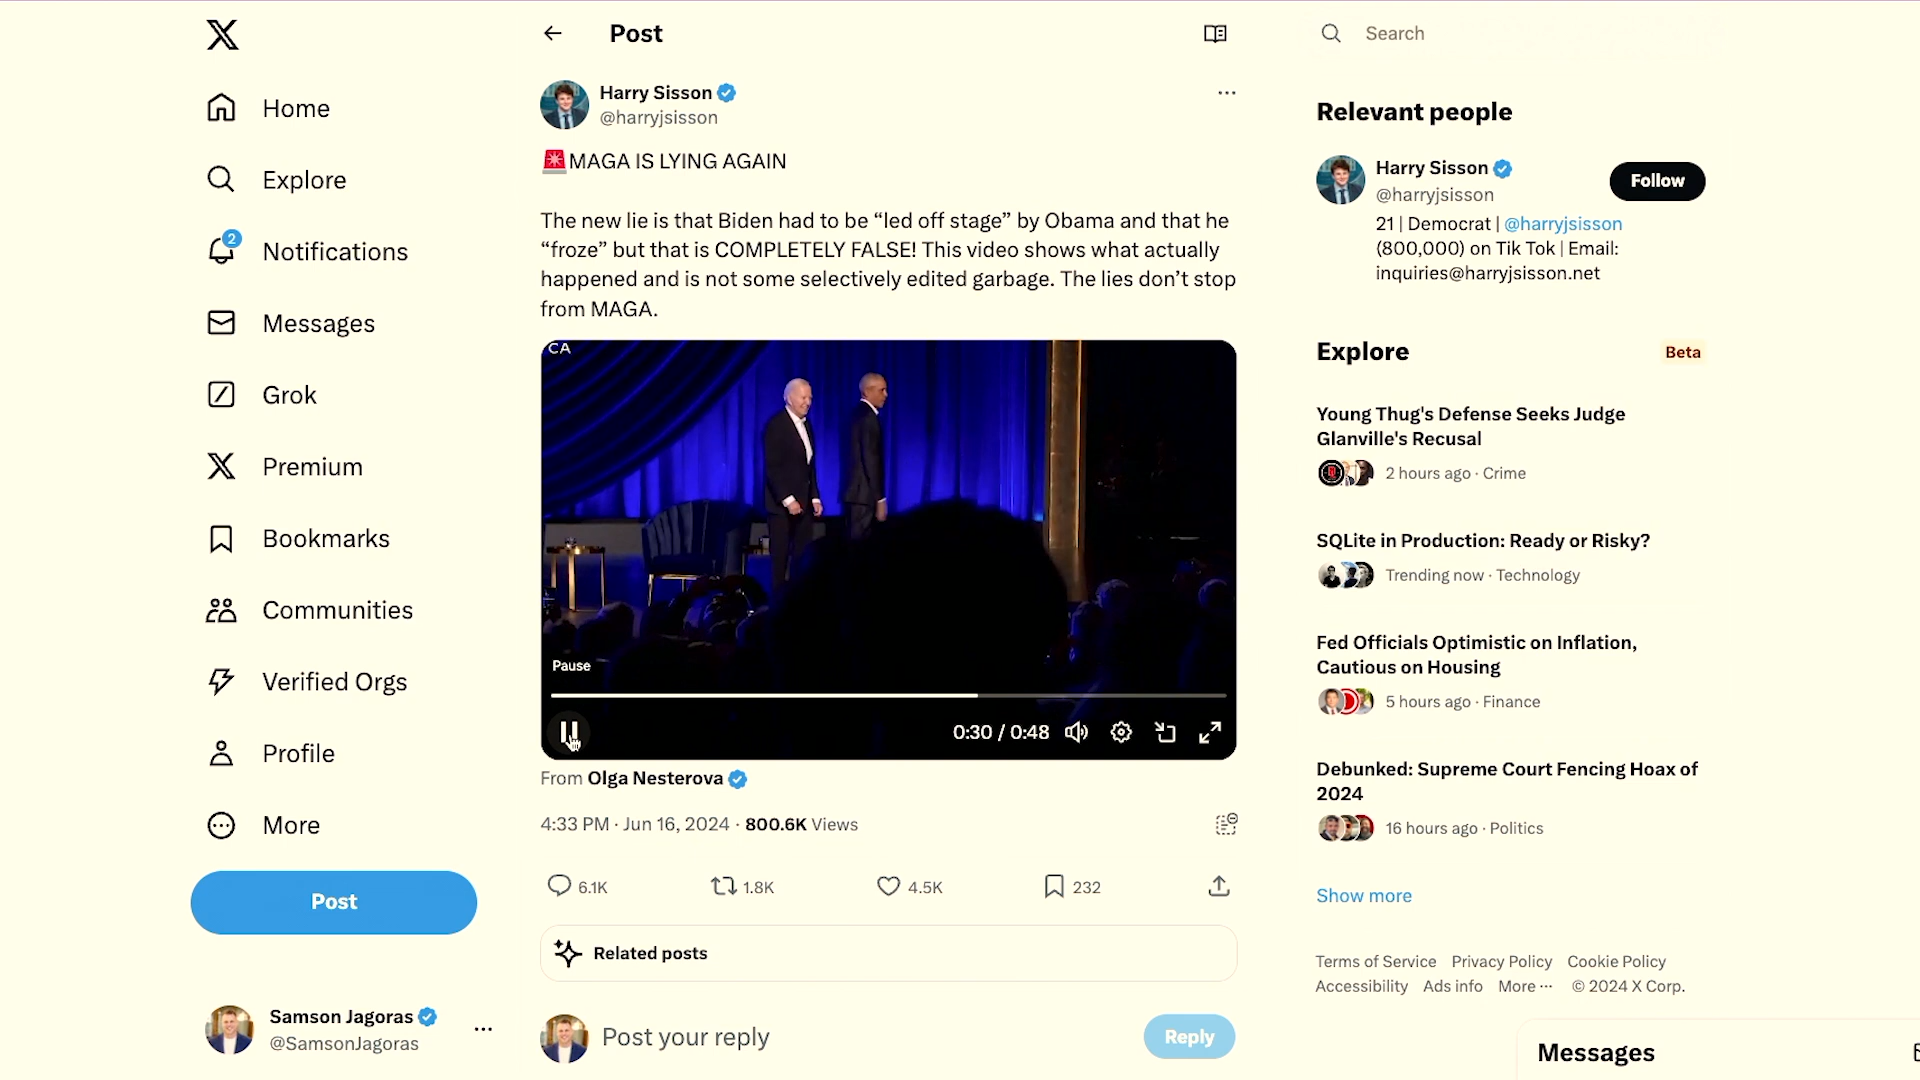 Home
Explore
2
Notifications
Messages
Grok
Premium
Bookmarks
Communities
Verified Orgs
Profile
More
Post
Samson Jagoras
@SamsonJagoras
Post
Harry Sisson
@harryjsisson
MAGA IS LYING AGAIN
The new lie is that Biden had to be “led off stage” by Obama and that he
“froze” but that is COMPLETELY FALSE! This video shows what actually
happened and is not some selectively edited garbage. The lies don’t stop
from MAGA.
CA
Pause
0:30 / 0:48
From Olga Nesterova
4:33 PM · Jun 16, 2024 · 800.6K Views
6.1K
1.8K
4.5K
232
Related posts
Post your reply
Reply
Search
Relevant people
Harry Sisson
@harryjsisson
Follow
21 | Democrat | @harryjsisson
(800,000) on Tik Tok | Email:
inquiries@harryjsisson.net
Explore
Beta
Young Thug's Defense Seeks Judge
Glanville's Recusal
2 hours ago · Crime
SQLite in Production: Ready or Risky?
Trending now · Technology
Fed Officials Optimistic on Inflation,
Cautious on Housing
5 hours ago · Finance
Debunked: Supreme Court Fencing Hoax of
2024
16 hours ago · Politics
Show more
Terms of Service Privacy Policy Cookie Policy
Accessibility Ads info More ··· © 2024 X Corp.
Messages